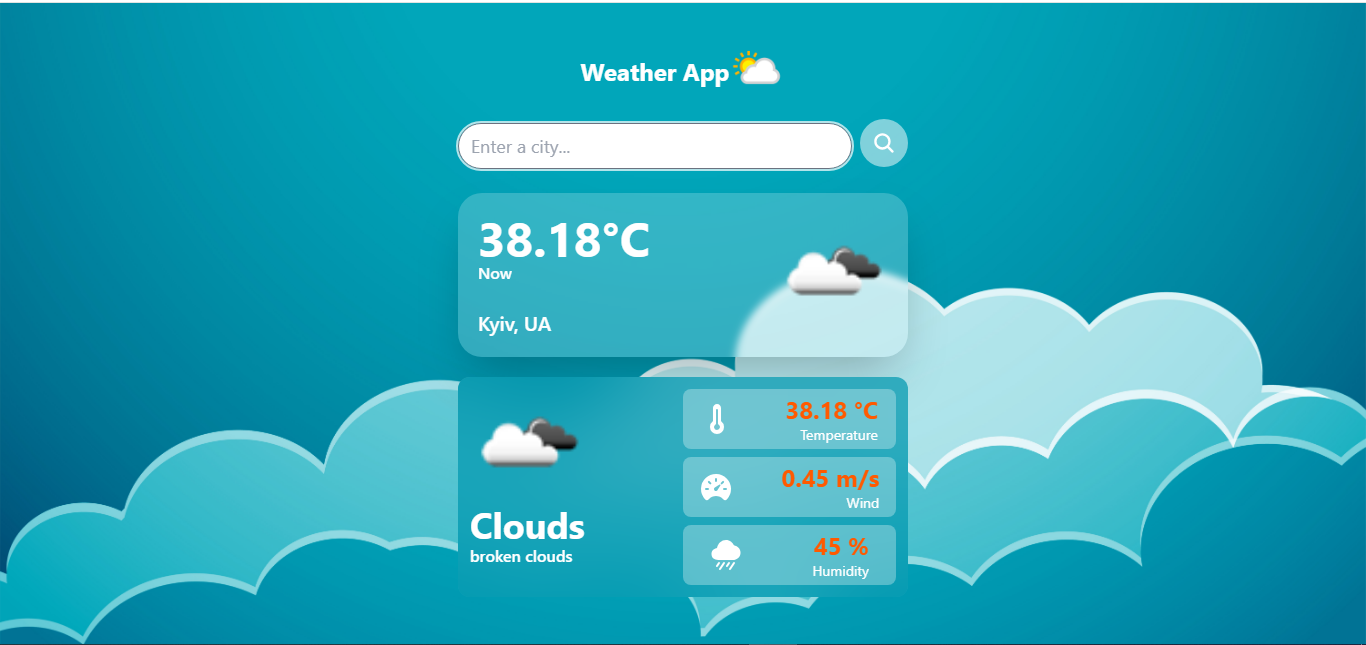 Weather App
Enter a city...
38.18°C
Now
Kyiv, UA
Clouds
broken clouds
38.18 °C
Temperature
0.45 m/s
Wind
45 %
Humidity